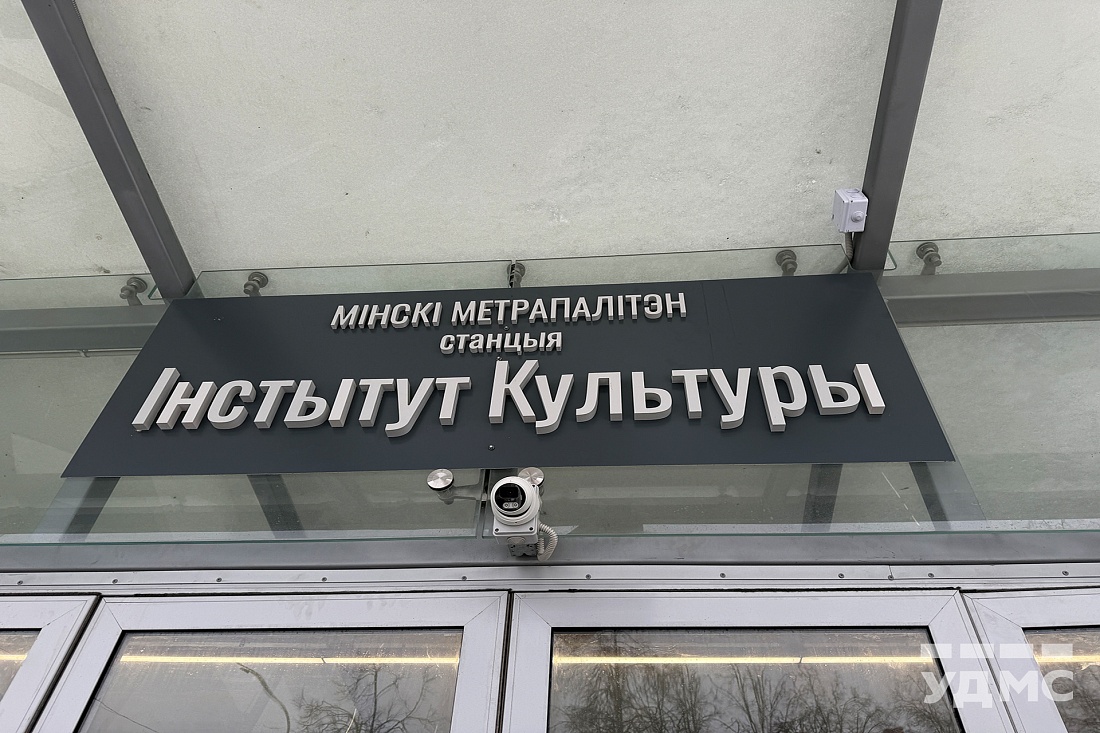 МІНСКІ МЕТРАПАЛІТЭН
станцыя
Інстытут Культуры
УДМС